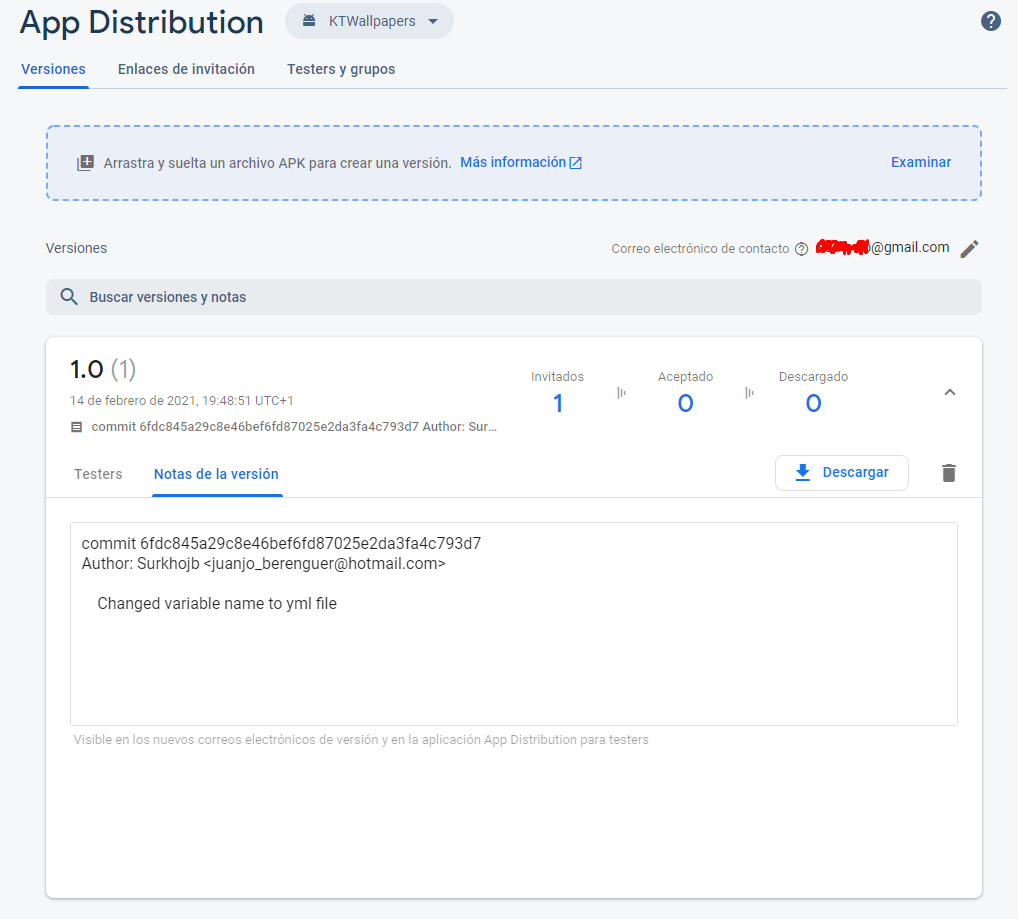 App Distribution
KTWallpapers
Versiones
Enlaces de invitación
Testers y grupos
Arrastra y suelta un archivo APK para crear una versión. Más información
Examinar
Versiones
Correo electrónico de contacto
@gmail.com
Buscar versiones y notas
1.0 (1)
14 de febrero de 2021, 19:48:51 UTC+1
commit 6fdc845a29c8e46bef6fd87025e2da3fa4c793d7 Author: Sur...
Invitados
1
Aceptado
0
Descargado
0
Testers
Notas de la versión
Descargar
commit 6fdc845a29c8e46bef6fd87025e2da3fa4c793d7
Author: Surkhojb <juanjo_berenguer@hotmail.com>
Changed variable name to yml file
Visible en los nuevos correos electrónicos de versión y en la aplicación App Distribution para testers